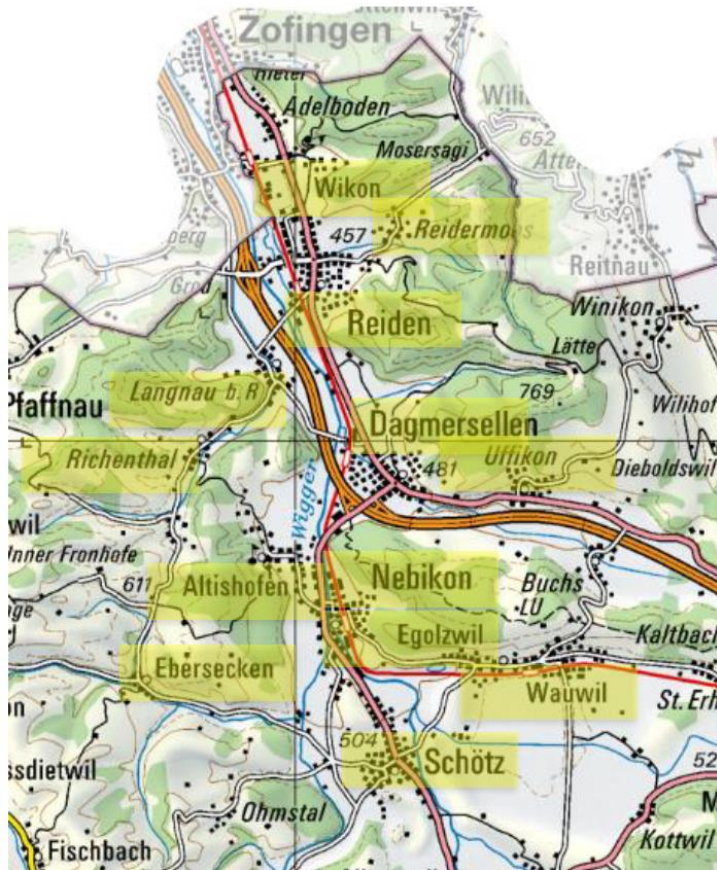 Zofingen
Adelboden
Wili
652
Mosersagi
Wikon
457
Reidermoos
Reitnau
Reiden
Winikon
Lätte
Langnau b. R
769
Pfaffnau
Dagmersellen
Wilihof
Richenthal
481
Uffikon
Dieboldswil
Wigger
wil
Inner Fronhofe
611
Altishofen
Nebikon
Buchs
LU
Egolzwil
Kaltbach
Ebersecken
Wauwil
St. Erh
504
Schötz
ssdietwil
52
Ohmstal
M
Kottwil
Fischbach